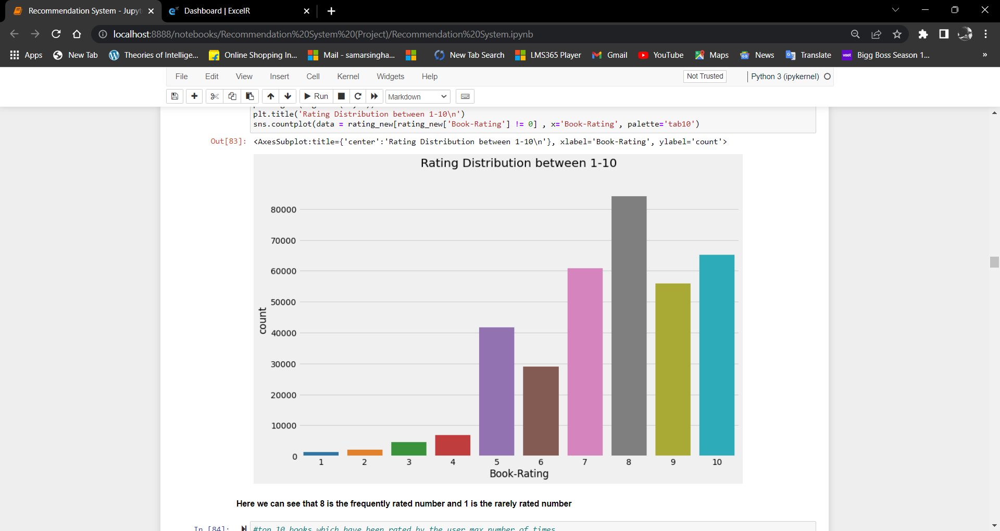 Recommendation System - Jupyt
Dashboard | ExcelR
localhost:8888/notebooks/Recommendation%20System%20(Project)/Recommendation%20System.ipynb
Apps New Tab Theories of Intellige... Online Shopping In... Mail - samarsingha... New Tab Search LMS365 Player Gmail YouTube Maps News Translate voot Bigg Boss Season 1... »
File Edit View Insert Cell Kernel Widgets Help Not Trusted Python 3 (ipykernel)
Run Markdown
plt.title('Rating Distribution between 1-10\n')
sns.countplot(data = rating_new[rating_new['Book-Rating'] != 0] , x='Book-Rating', palette='tab10')
Out[83]: <AxesSubplot:title={'center':'Rating Distribution between 1-10\n'}, xlabel='Book-Rating', ylabel='count'>
Rating Distribution between 1-10
80000
70000
60000
50000
count
40000
30000
20000
10000
0
1 2 3 4 5 6 7 8 9 10
Book-Rating
Here we can see that 8 is the frequently rated number and 1 is the rarely rated number
In [84]: #top 10 books which have been rated by the user max number of times